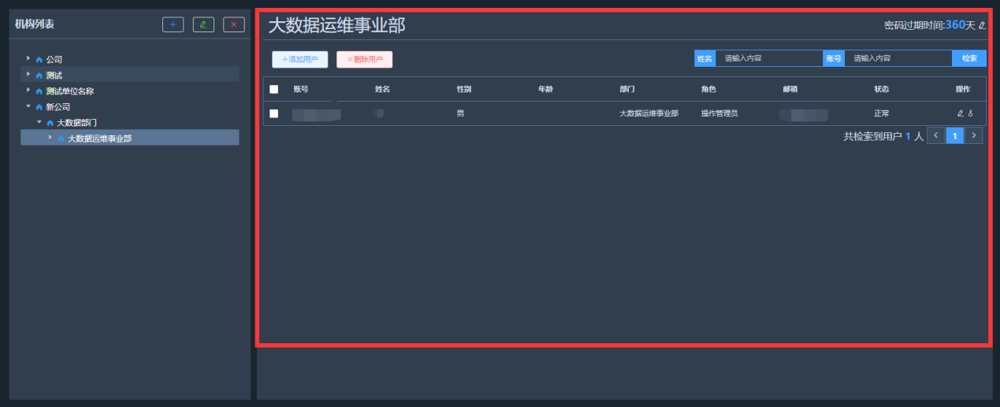 机构列表
公司
测试
测试单位名称
新公司
大数据部门
大数据运维事业部
大数据运维事业部
密码过期时间:360天
+添加用户
×删除用户
姓名 请输入内容 账号 请输入内容 检索
账号 姓名 性别 年龄 部门 角色 邮箱 状态 操作
男 大数据运维事业部 操作管理员 正常
共检索到用户 1 人 < 1 >